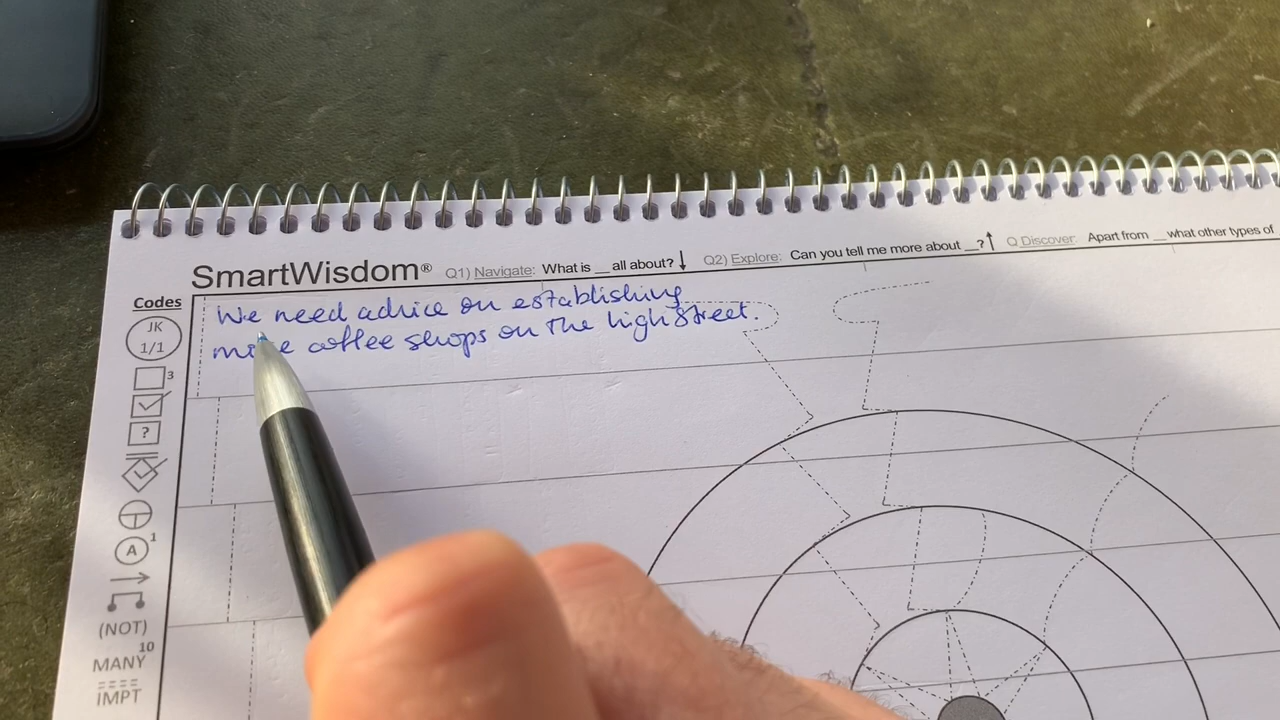 SmartWisdom® Q1) Navigate: What is __ all about?↓ Q2) Explore: Can you tell me more about __?↑ Q Discover: Apart from __ what other types of
We need advice on establishing
more coffee shops on the high street.
Codes
JK
1/1
3
?
A 1
(NOT)
MANY 10
IMPT